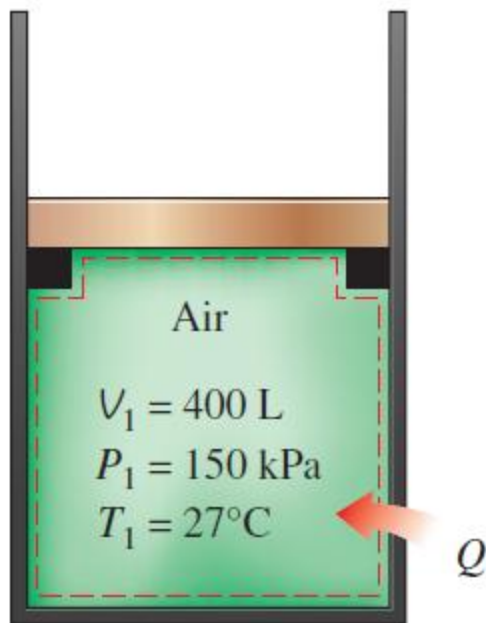 Air
V₁ = 400 L
P₁ = 150 kPa
T₁ = 27°C
Q